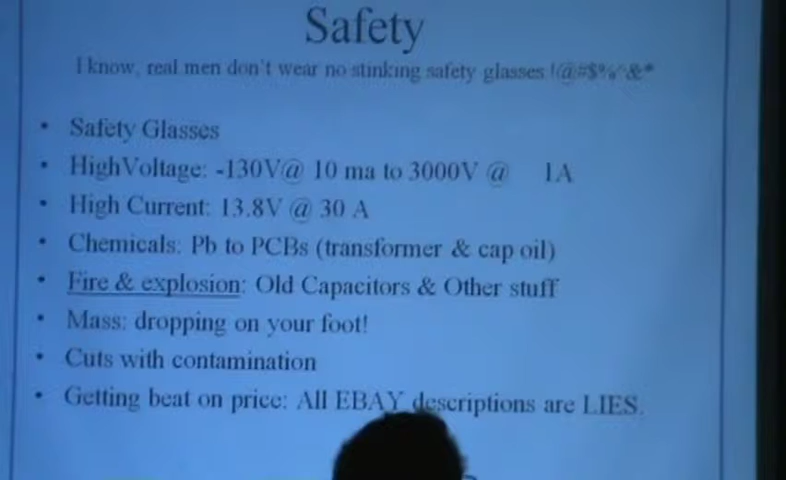 Safety
I know, real men don't wear no stinking safety glasses !@#$%^&*
• Safety Glasses
• HighVoltage: -130V@ 10 ma to 3000V @ 1A
• High Current: 13.8V @ 30 A
• Chemicals: Pb to PCBs (transformer & cap oil)
• Fire & explosion: Old Capacitors & Other stuff
• Mass: dropping on your foot!
• Cuts with contamination
• Getting beat on price: All EBAY descriptions are LIES.